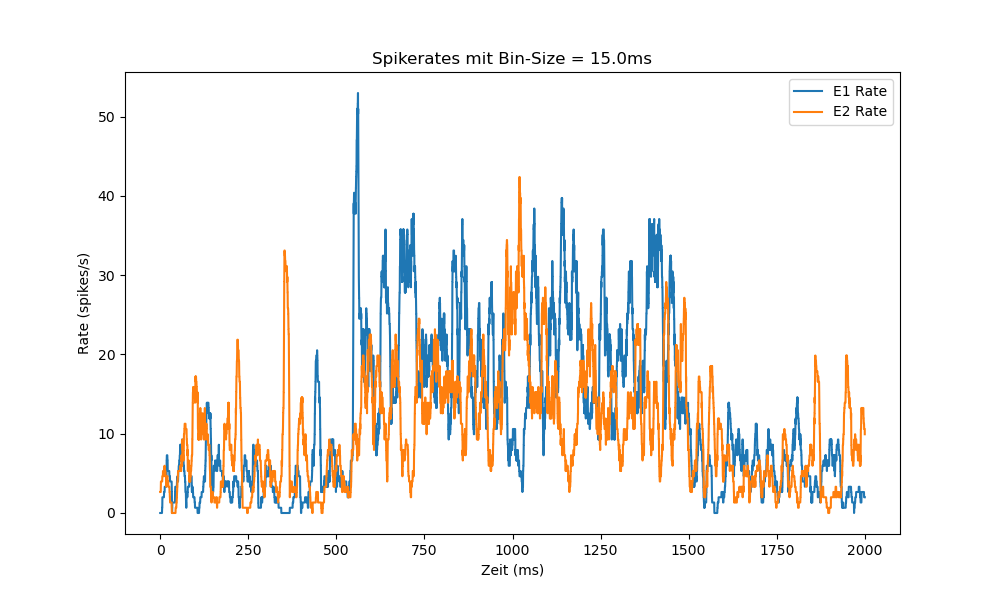 Spikerates mit Bin-Size = 15.0ms
E1 Rate
E2 Rate
50
40
30
20
10
0
Rate (spikes/s)
0 250 500 750 1000 1250 1500 1750 2000
Zeit (ms)